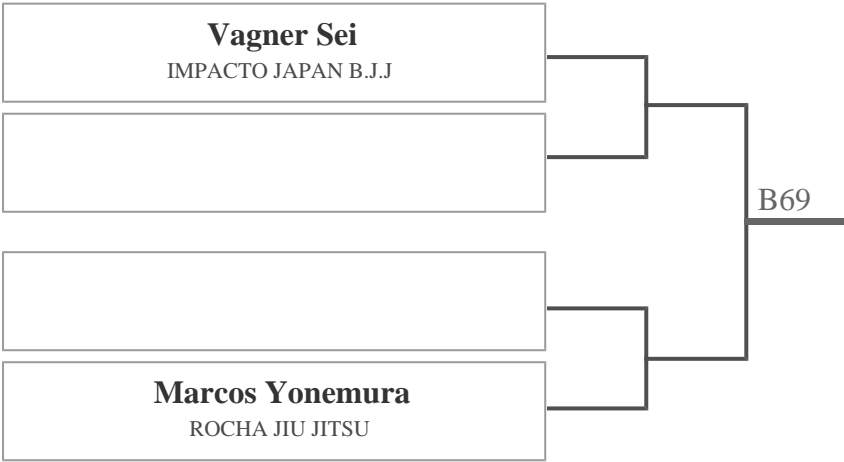 Vagner Sei
IMPACTO JAPAN B.J.J
B69
Marcos Yonemura
ROCHA JIU JITSU